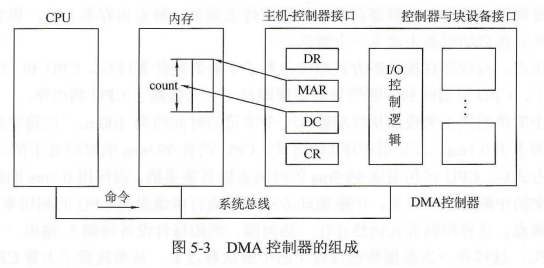 CPU
内存
主机-控制器接口
控制器与块设备接口
count
DR
MAR
DC
CR
I/O
控
制
逻
辑
命令
系统总线
DMA控制器
图 5-3 DMA 控制器的组成